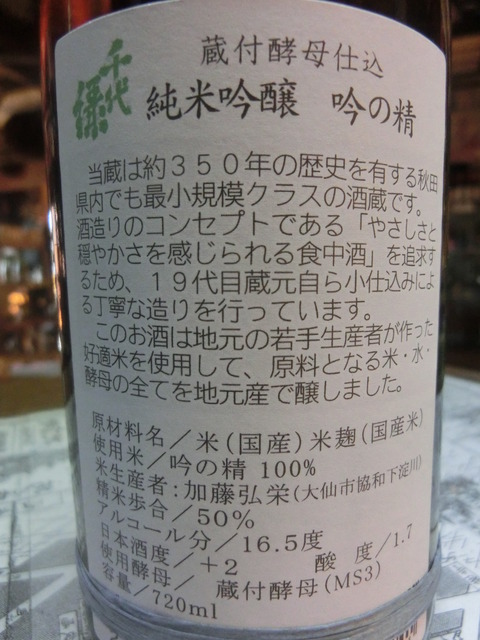 千代緑
蔵付酵母仕込
純米吟醸 吟の精
当蔵は約350年の歴史を有する秋田
県内でも最小規模クラスの酒蔵です。
酒造りのコンセプトである「やさしさと
穏やかさを感じられる食中酒」を追求す
るため、19代目蔵元自ら小仕込みによ
る丁寧な造りを行っています。
このお酒は地元の若手生産者が作った
好適米を使用して、原料となる米・水・
酵母の全てを地元産で醸しました。
原材料名/米(国産)米麹(国産米)
使用米/吟の精 100%
米生産者:加藤弘栄(大仙市協和下淀川)
精米歩合/50%
アルコール分/16.5度
日本酒度/+2 酸 度/1.7
使用酵母/ 蔵付酵母(MS3)
容量/720ml